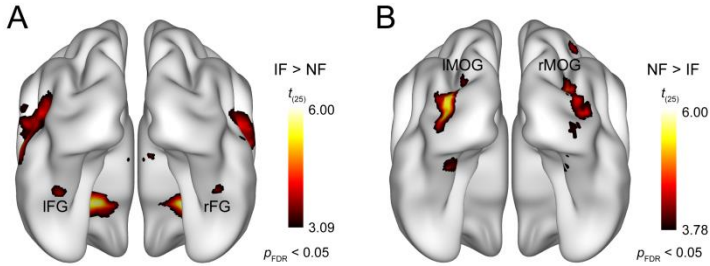 A
IF > NF
t(25)
6.00
3.09
pFDR < 0.05
lFG
rFG
B
NF > IF
t(25)
6.00
3.78
pFDR < 0.05
lMOG
rMOG